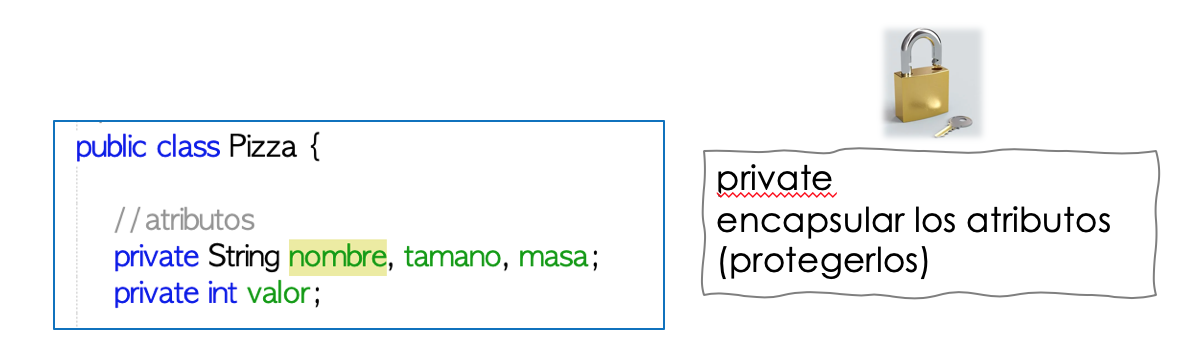 public class Pizza {
//atributos
private String nombre, tamano, masa;
private int valor;
private
encapsular los atributos
(protegerlos)